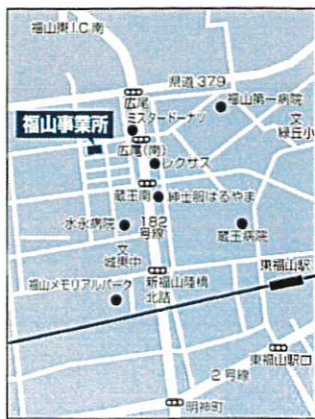 福山東I.C南
県道379
広尾
福山第一病院
ミスタードーナツ
文
緑丘小
福山事業所
広尾(南)
レクサス
蔵王南
紳士服はるやま
水永病院
182
号線
蔵王病院
文
城東中
東福山駅
新福山陸橋
北詰
福山メモリアルパーク
東福山駅口
2号線
明神町